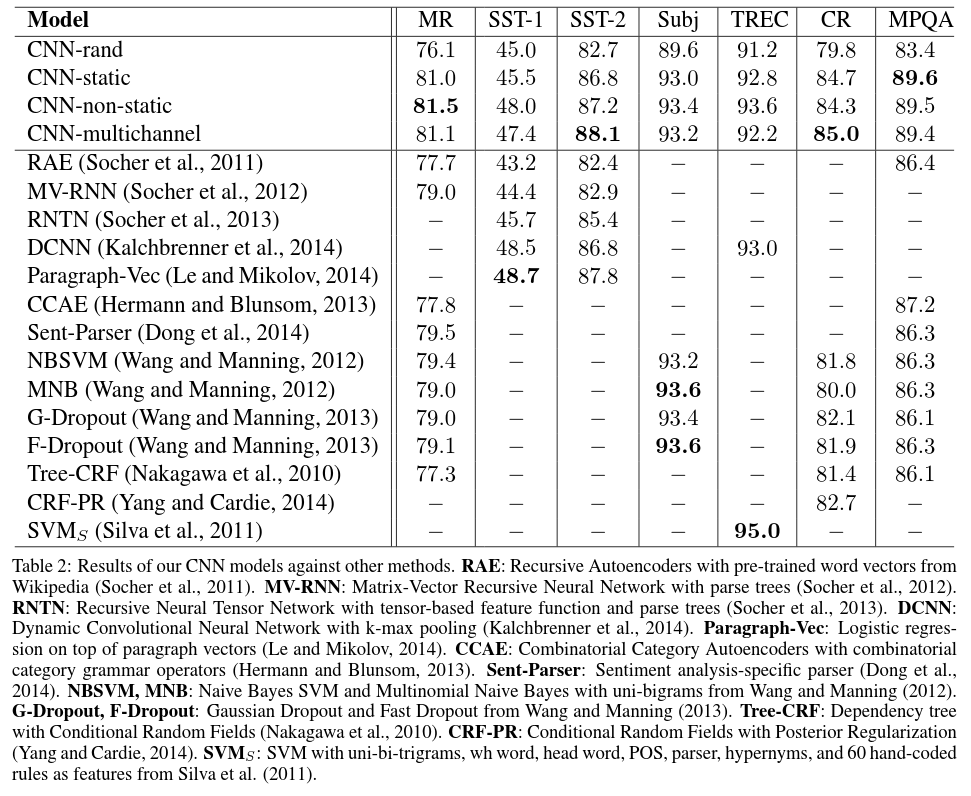 Model MR SST-1 SST-2 Subj TREC CR MPQA
CNN-rand 76.1 45.0 82.7 89.6 91.2 79.8 83.4
CNN-static 81.0 45.5 86.8 93.0 92.8 84.7 89.6
CNN-non-static 81.5 48.0 87.2 93.4 93.6 84.3 89.5
CNN-multichannel 81.1 47.4 88.1 93.2 92.2 85.0 89.4
RAE (Socher et al., 2011) 77.7 43.2 82.4 − − − 86.4
MV-RNN (Socher et al., 2012) 79.0 44.4 82.9 − − − −
RNTN (Socher et al., 2013) − 45.7 85.4 − − − −
DCNN (Kalchbrenner et al., 2014) − 48.5 86.8 − 93.0 − −
Paragraph-Vec (Le and Mikolov, 2014) − 48.7 87.8 − − − −
CCAE (Hermann and Blunsom, 2013) 77.8 − − − − − 87.2
Sent-Parser (Dong et al., 2014) 79.5 − − − − − 86.3
NBSVM (Wang and Manning, 2012) 79.4 − − 93.2 − 81.8 86.3
MNB (Wang and Manning, 2012) 79.0 − − 93.6 − 80.0 86.3
G-Dropout (Wang and Manning, 2013) 79.0 − − 93.4 − 82.1 86.1
F-Dropout (Wang and Manning, 2013) 79.1 − − 93.6 − 81.9 86.3
Tree-CRF (Nakagawa et al., 2010) 77.3 − − − − 81.4 86.1
CRF-PR (Yang and Cardie, 2014) − − − − − 82.7 −
SVM_S (Silva et al., 2011) − − − − 95.0 − −
Table 2: Results of our CNN models against other methods. RAE: Recursive Autoencoders with pre-trained word vectors from
Wikipedia (Socher et al., 2011). MV-RNN: Matrix-Vector Recursive Neural Network with parse trees (Socher et al., 2012).
RNTN: Recursive Neural Tensor Network with tensor-based feature function and parse trees (Socher et al., 2013). DCNN:
Dynamic Convolutional Neural Network with k-max pooling (Kalchbrenner et al., 2014). Paragraph-Vec: Logistic regres-
sion on top of paragraph vectors (Le and Mikolov, 2014). CCAE: Combinatorial Category Autoencoders with combinatorial
category grammar operators (Hermann and Blunsom, 2013). Sent-Parser: Sentiment analysis-specific parser (Dong et al.,
2014). NBSVM, MNB: Naive Bayes SVM and Multinomial Naive Bayes with uni-bigrams from Wang and Manning (2012).
G-Dropout, F-Dropout: Gaussian Dropout and Fast Dropout from Wang and Manning (2013). Tree-CRF: Dependency tree
with Conditional Random Fields (Nakagawa et al., 2010). CRF-PR: Conditional Random Fields with Posterior Regularization
(Yang and Cardie, 2014). SVM_S: SVM with uni-bi-trigrams, wh word, head word, POS, parser, hypernyms, and 60 hand-coded
rules as features from Silva et al. (2011).